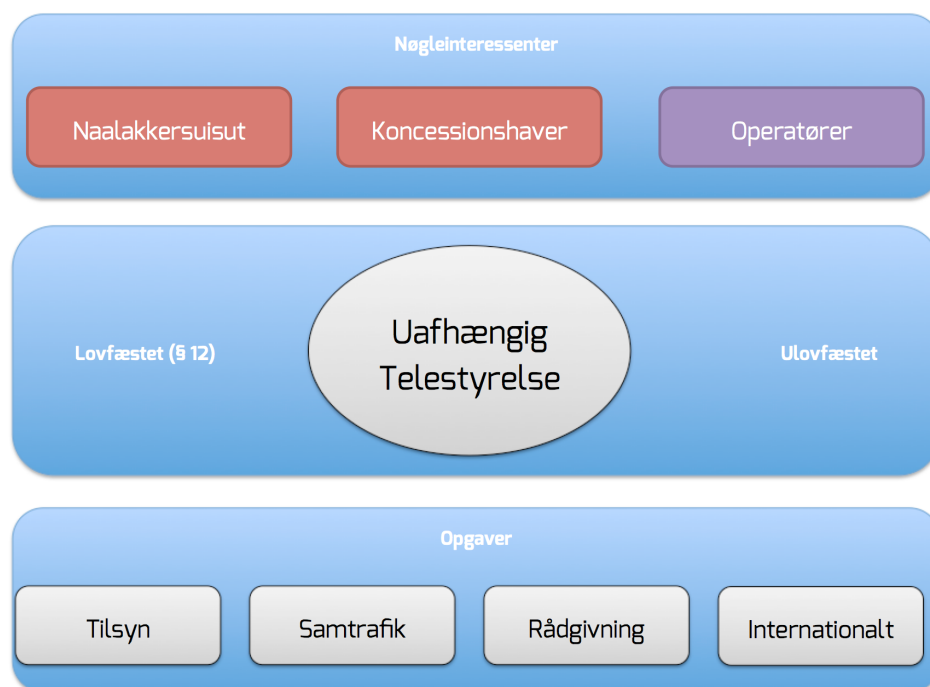 Nøgleinteressenter
Naalakkersuisut
Koncessionshaver
Operatører
Lovfæstet (§ 12)
Uafhængig
Telestyrelse
Ulovfæstet
Opgaver
Tilsyn
Samtrafik
Rådgivning
Internationalt